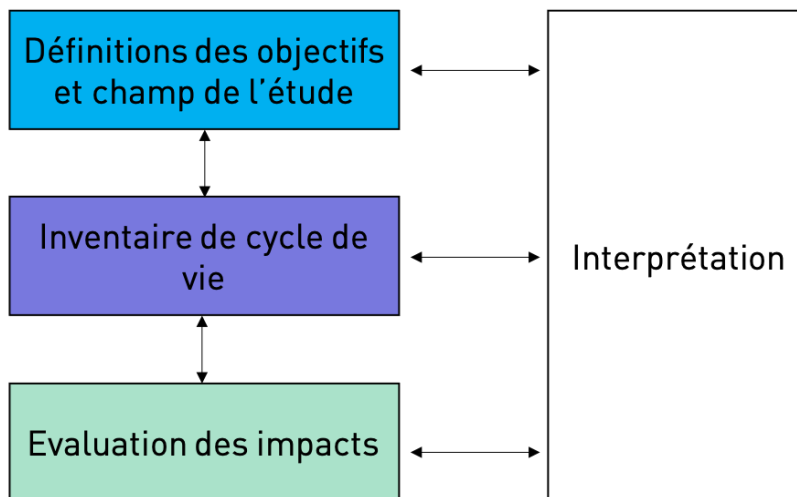 Définitions des objectifs
et champ de l’étude
Inventaire de cycle de
vie
Interprétation
Evaluation des impacts